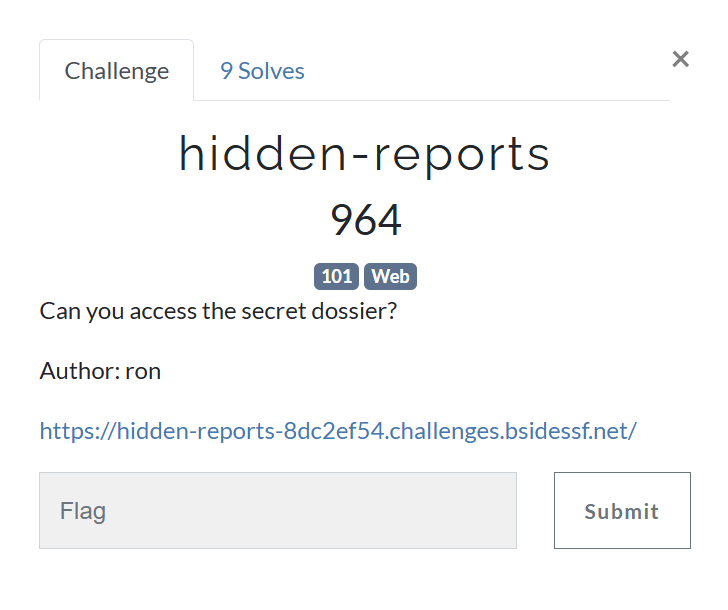 Challenge
9 Solves
×
hidden-reports
964
101 Web
Can you access the secret dossier?
Author: ron
https://hidden-reports-8dc2ef54.challenges.bsidessf.net/
Flag
Submit